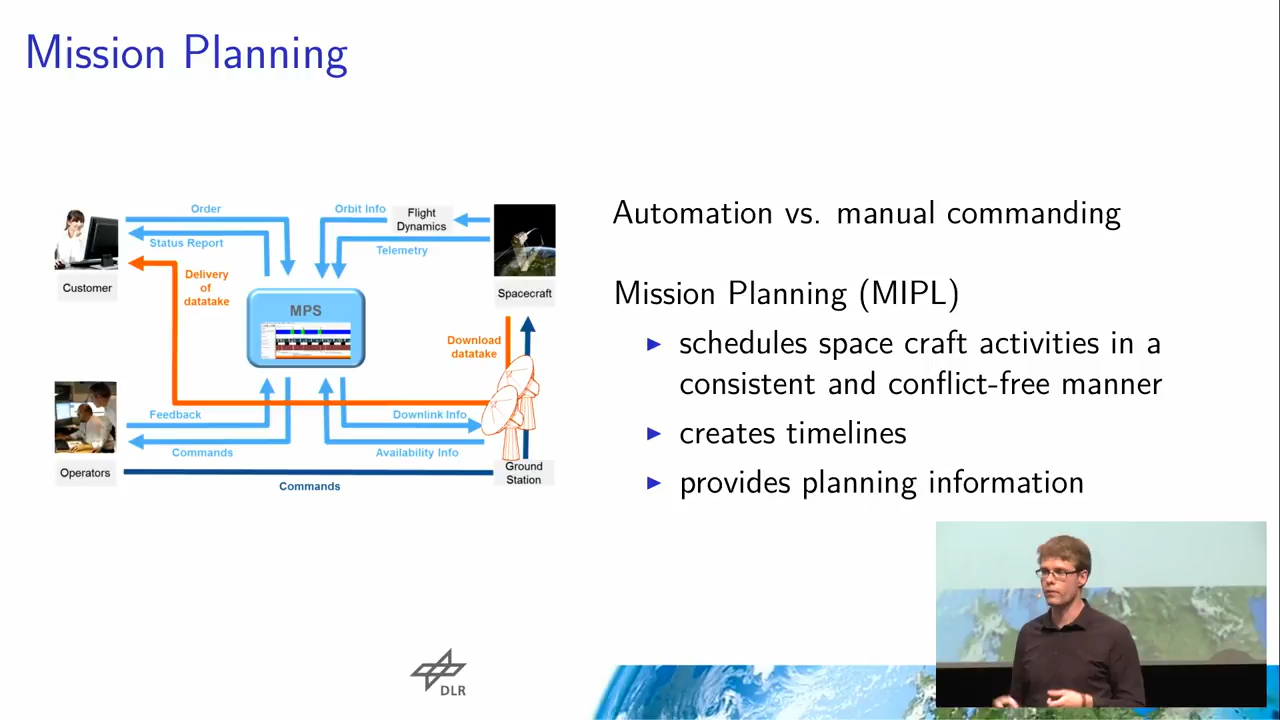 Mission Planning
Order
Status Report
Delivery
of
datatake
Customer
Orbit Info
Flight
Dynamics
Telemetry
Spacecraft
MPS
Download
datatake
Feedback
Commands
Downlink Info
Availability Info
Operators
Commands
Ground
Station
Automation vs. manual commanding
Mission Planning (MIPL)
schedules space craft activities in a
consistent and conflict-free manner
creates timelines
provides planning information
DLR